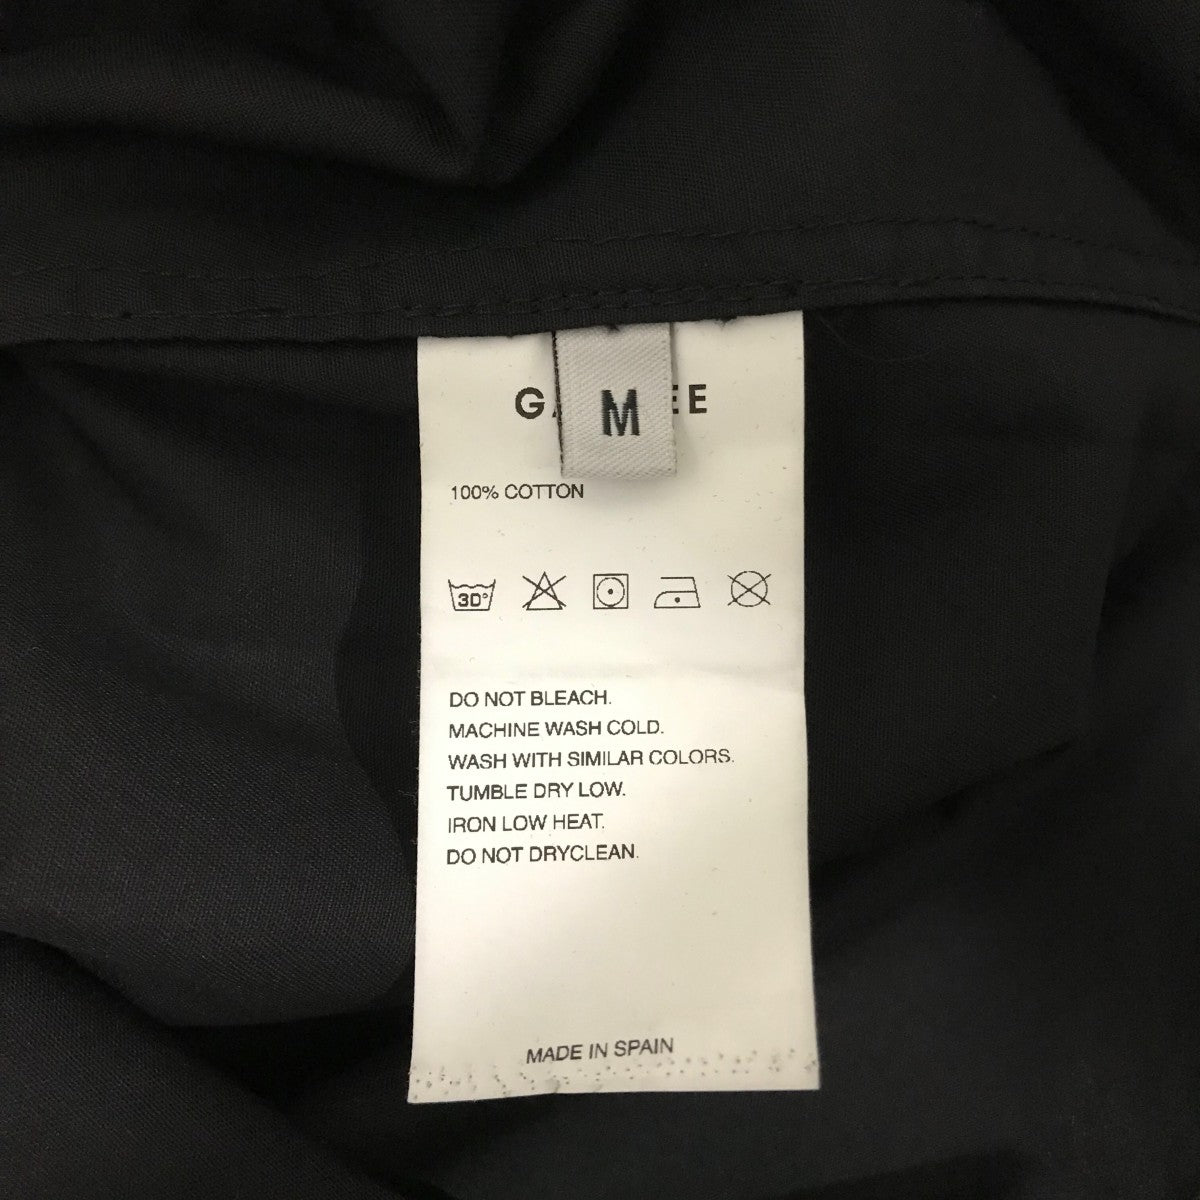 M
100% COTTON
30°
DO NOT BLEACH.
MACHINE WASH COLD.
WASH WITH SIMILAR COLORS.
TUMBLE DRY LOW.
IRON LOW HEAT.
DO NOT DRYCLEAN.
MADE IN SPAIN